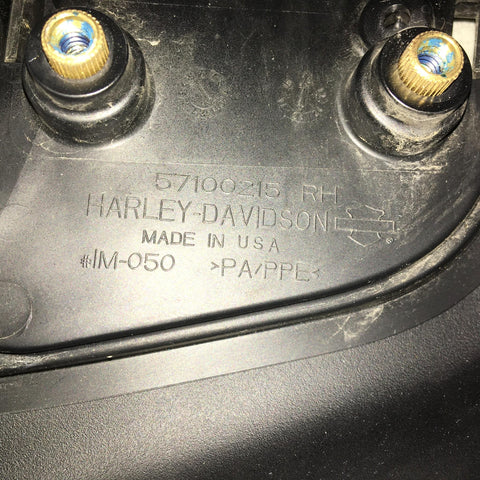 57100215 RH
HARLEY-DAVIDSON
®
MADE IN USA
#IM-050 >PA/PPE<